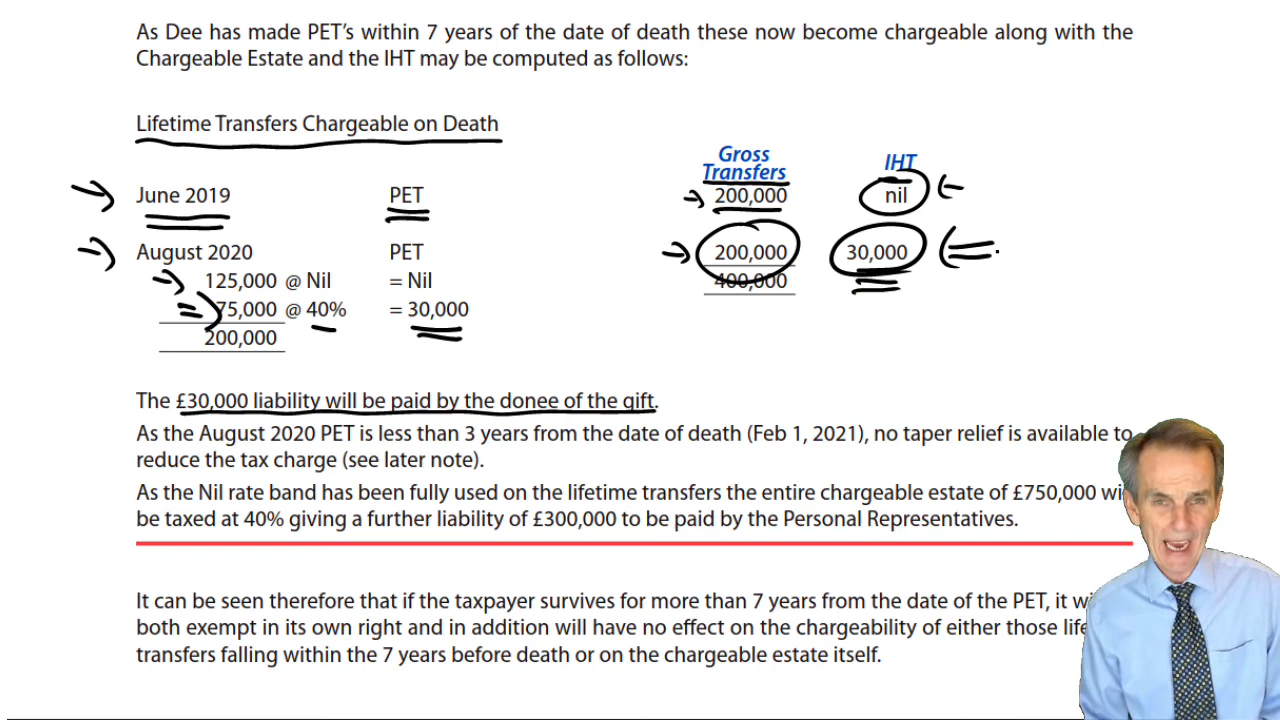 As Dee has made PET's within 7 years of the date of death these now become chargeable along with the
Chargeable Estate and the IHT may be computed as follows:
Lifetime Transfers Chargeable on Death
Gross Transfers IHT
June 2019 PET 200,000 nil
August 2020 PET 200,000 30,000
125,000 @ Nil = Nil 400,000
75,000 @ 40% = 30,000
200,000
The £30,000 liability will be paid by the donee of the gift.
As the August 2020 PET is less than 3 years from the date of death (Feb 1, 2021), no taper relief is available to
reduce the tax charge (see later note).
As the Nil rate band has been fully used on the lifetime transfers the entire chargeable estate of £750,000
be taxed at 40% giving a further liability of £300,000 to be paid by the Personal Representatives.
It can be seen therefore that if the taxpayer survives for more than 7 years from the date of the PET, it
both exempt in its own right and in addition will have no effect on the chargeability of either those
transfers falling within the 7 years before death or on the chargeable estate itself.